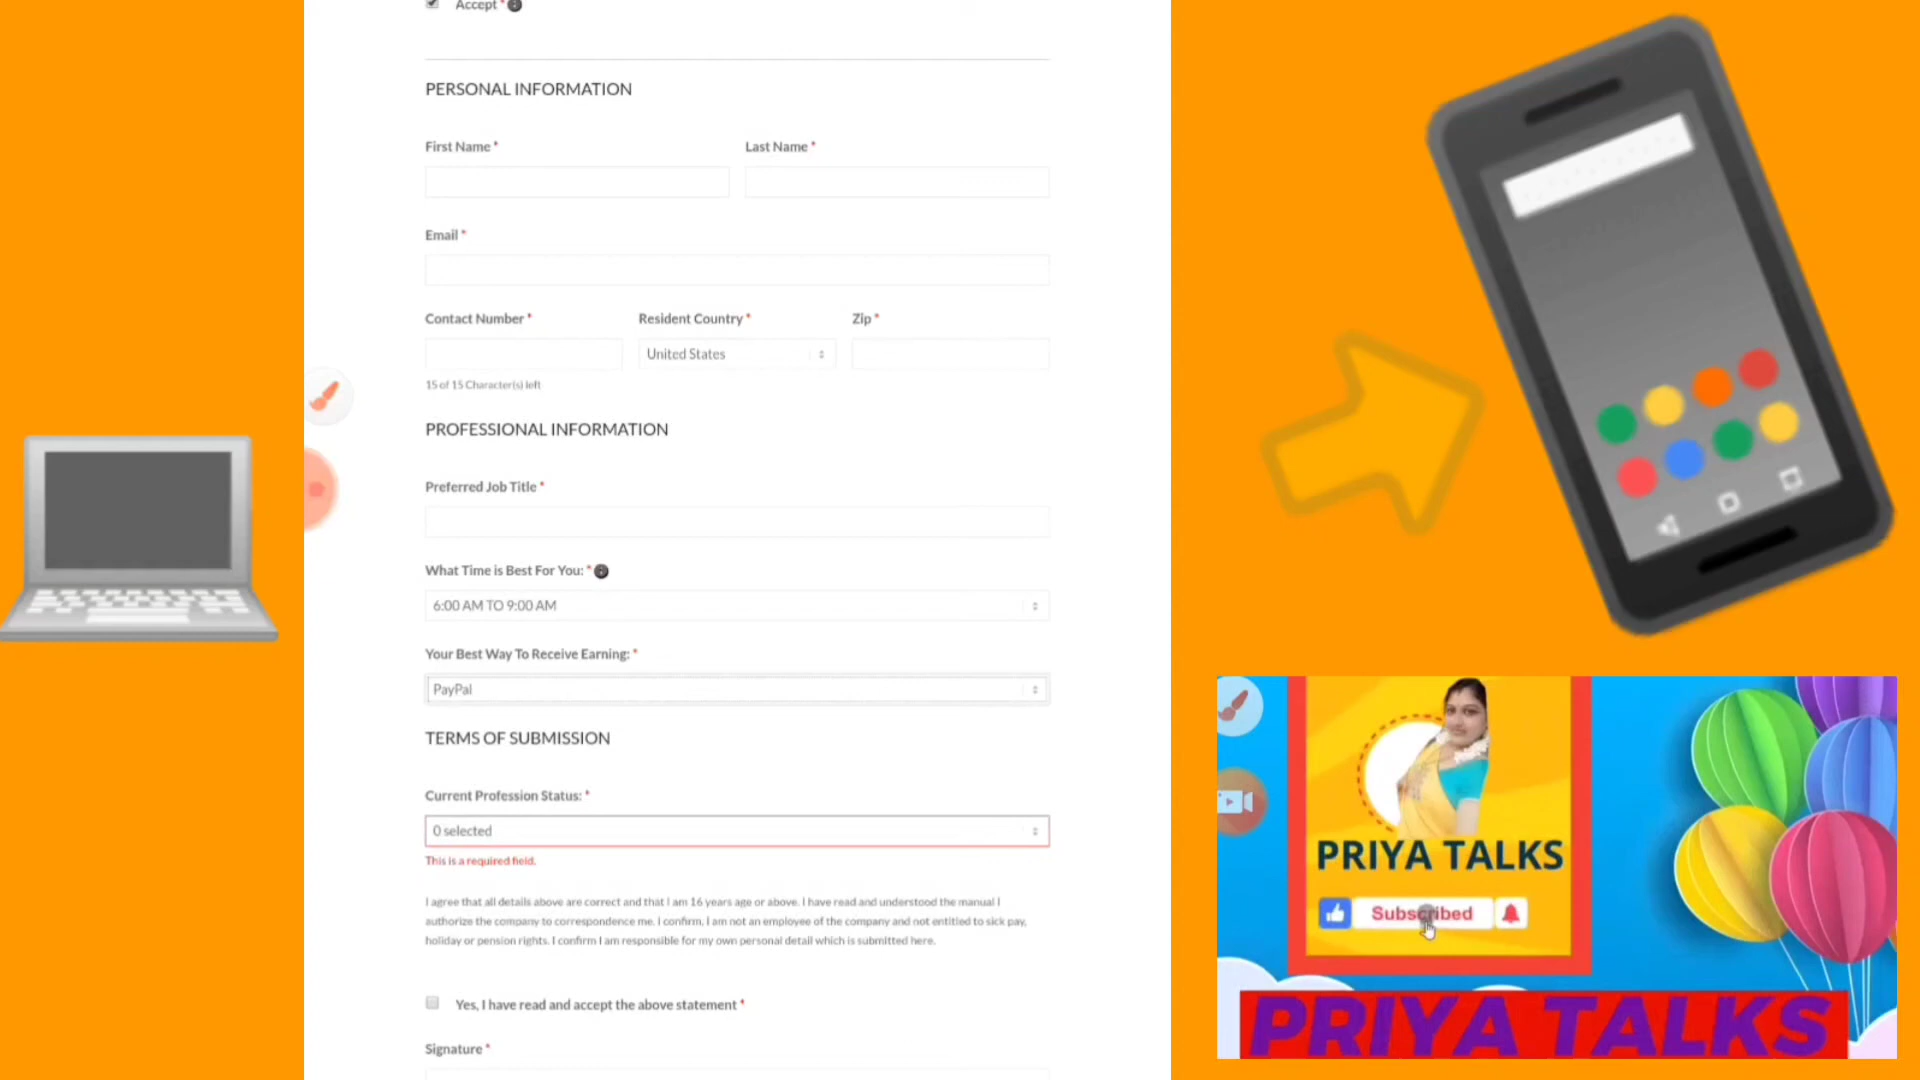 Accept *
PERSONAL INFORMATION
First Name * Last Name *
Email *
Contact Number * Resident Country * Zip *
United States
15 of 15 Character(s) left
PROFESSIONAL INFORMATION
Preferred Job Title *
What Time is Best For You: *
6:00 AM TO 9:00 AM
Your Best Way To Receive Earning: *
PayPal
TERMS OF SUBMISSION
Current Profession Status: *
0 selected
This is a required field.
I agree that all details above are correct and that I am 16 years age or above. I have read and understood the manual I
authorize the company to correspondence me. I confirm, I am not an employee of the company and not entitled to sick pay,
holiday or pension rights. I confirm I am responsible for my own personal detail which is submitted here.
Yes, I have read and accept the above statement *
Signature *
PRIYA TALKS
Subscribed
PRIYA TALKS